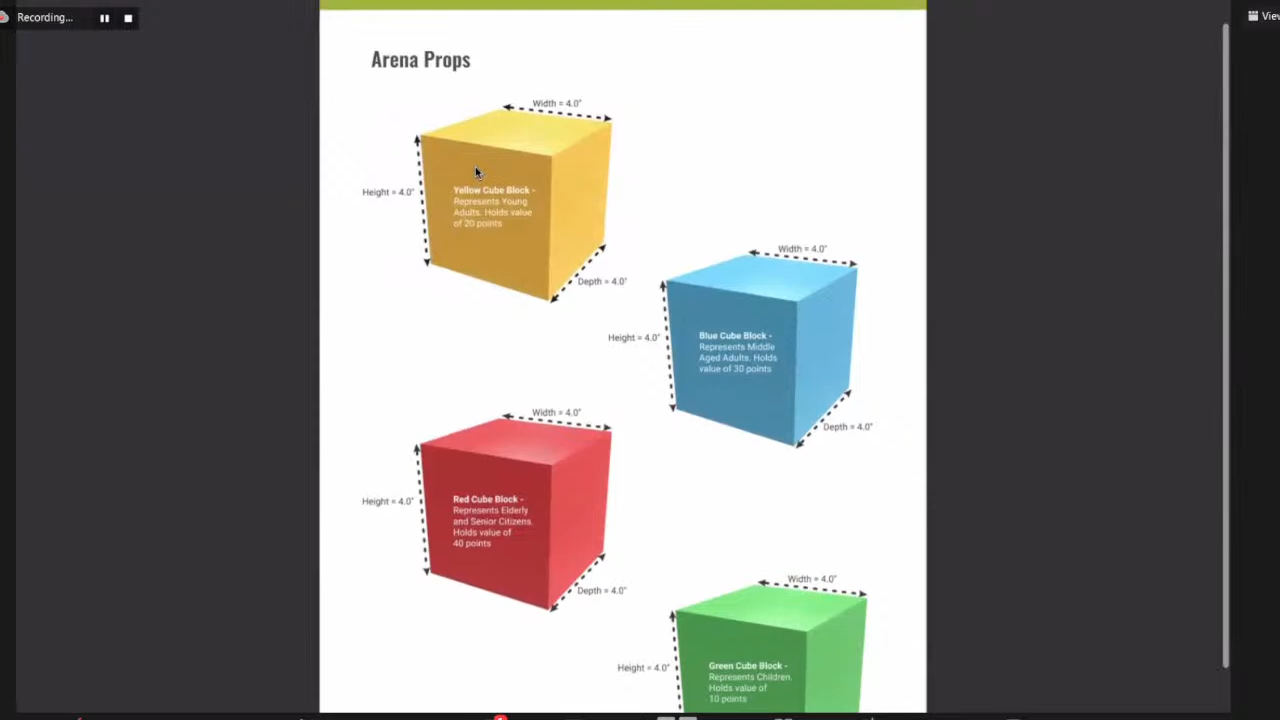 Recording...
View
Arena Props
Width = 4.0"
Height = 4.0"
Yellow Cube Block -
Represents Young
Adults. Holds value
of 20 points
Depth = 4.0"
Width = 4.0"
Height = 4.0"
Blue Cube Block -
Represents Middle
Aged Adults. Holds
value of 30 points
Depth = 4.0"
Width = 4.0"
Height = 4.0"
Red Cube Block -
Represents Elderly
and Senior Citizens.
Holds value of
40 points
Depth = 4.0"
Width = 4.0"
Height = 4.0"
Green Cube Block -
Represents Children.
Holds value of
10 points